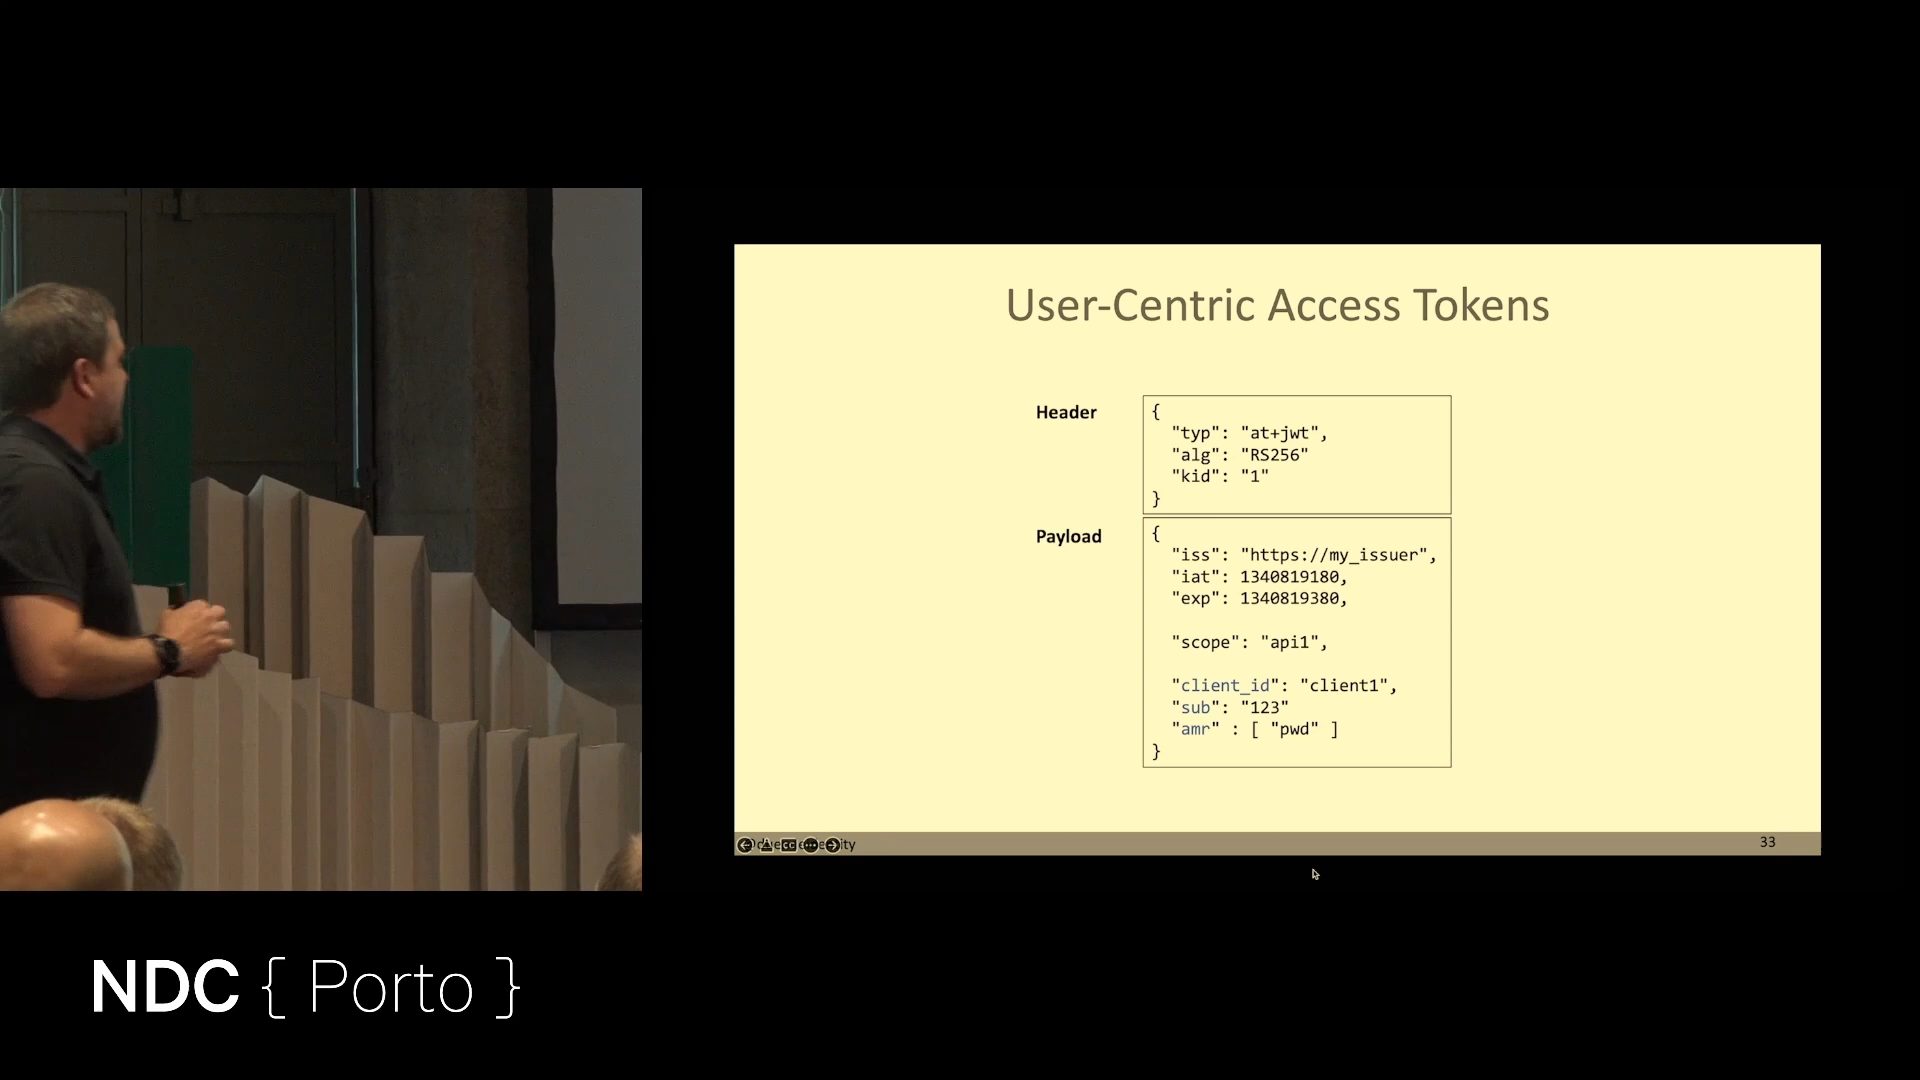 User-Centric Access Tokens
Header
{
"typ": "at+jwt",
"alg": "RS256"
"kid": "1"
}
Payload
{
"iss": "https://my_issuer",
"iat": 1340819180,
"exp": 1340819380,
"scope": "api1",
"client_id": "client1",
"sub": "123"
"amr" : [ "pwd" ]
}
33
NDC { Porto }